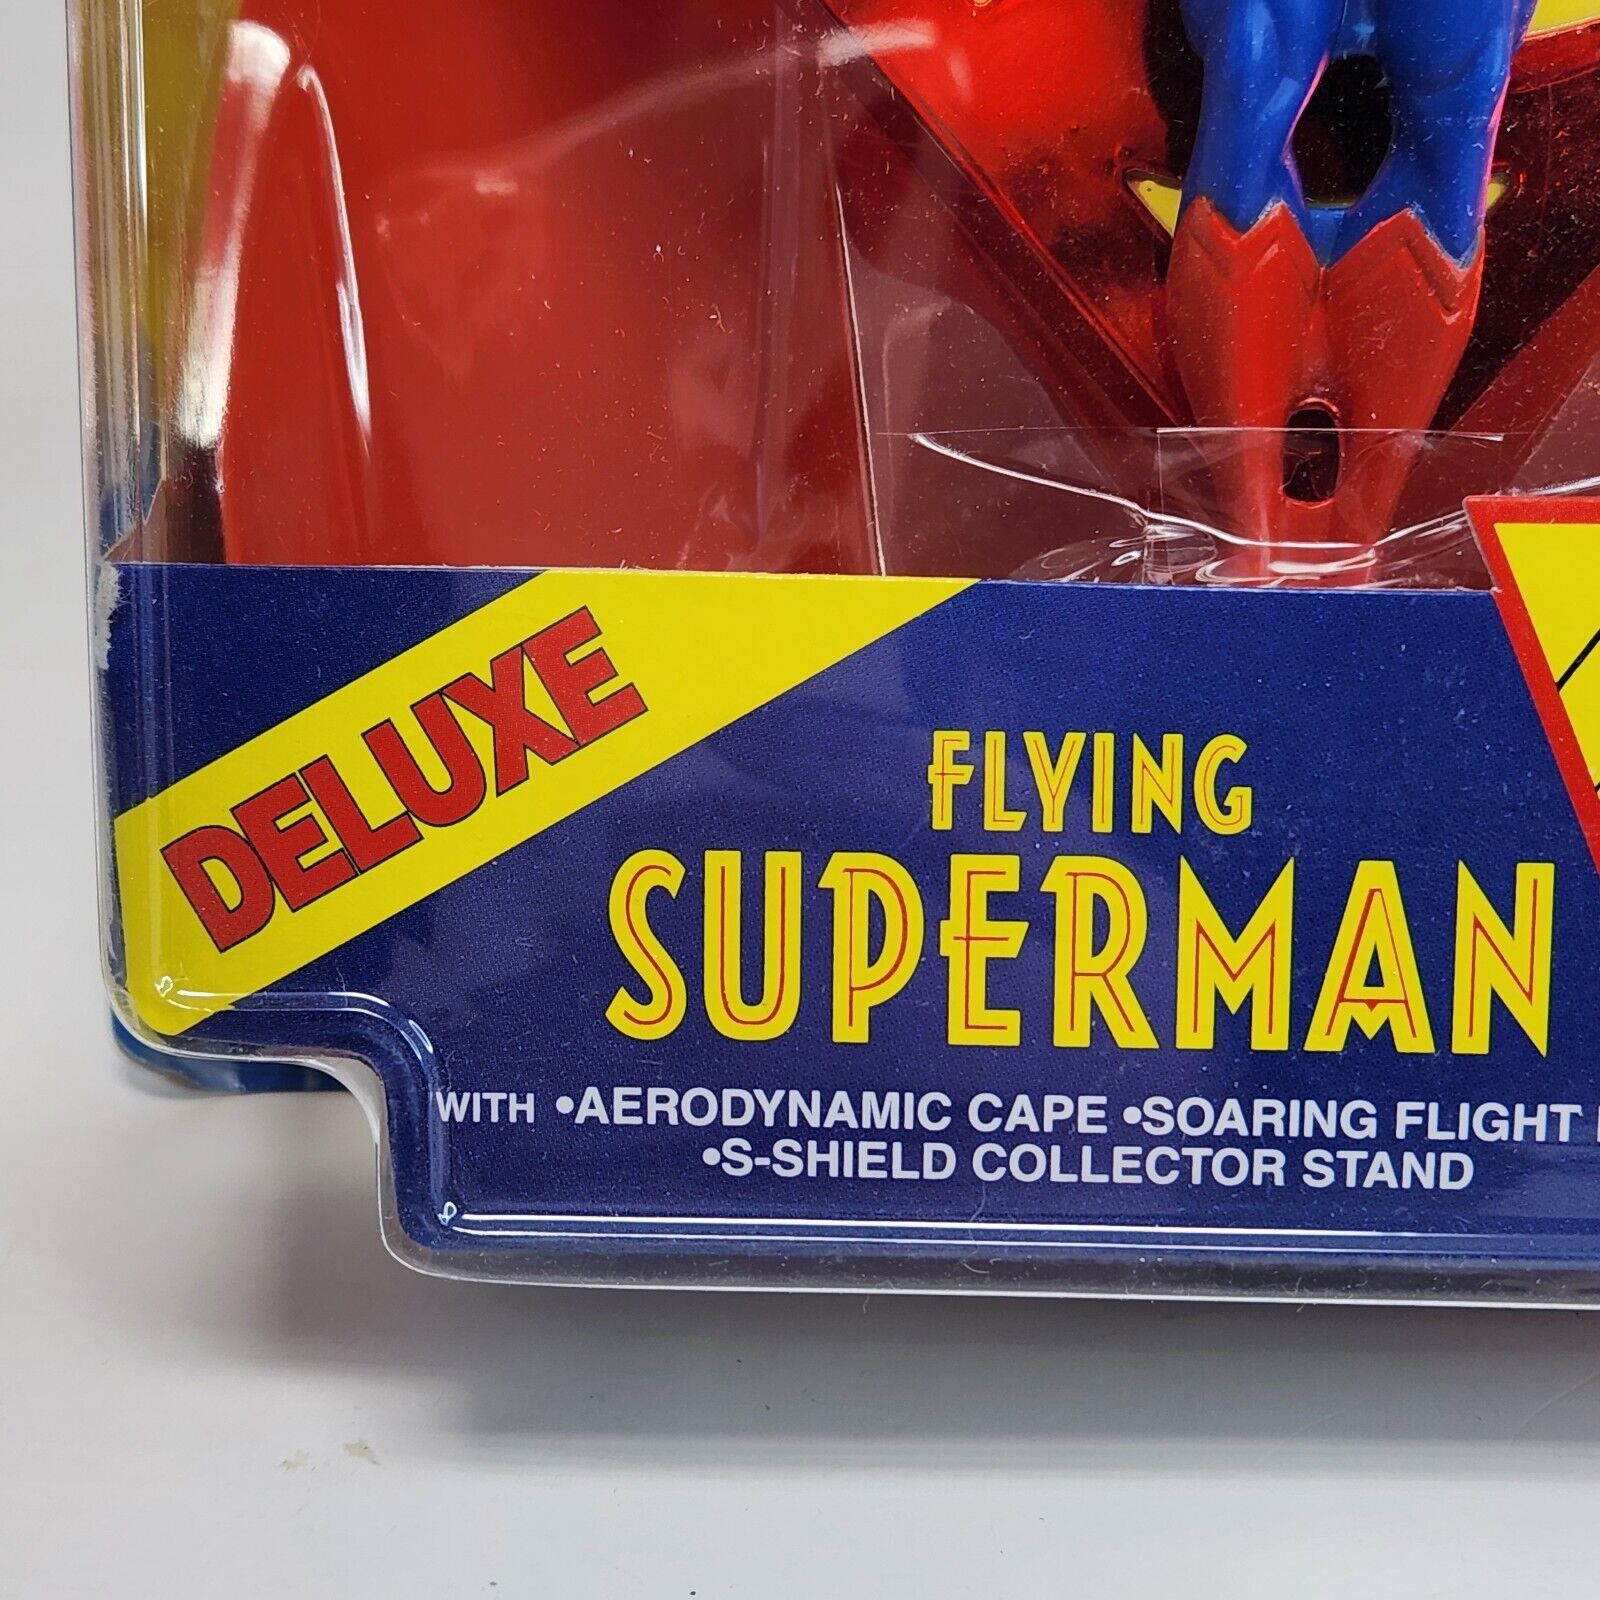 DELUXE
FLYING
SUPERMAN
WITH •AERODYNAMIC CAPE •SOARING FLIGHT
•S-SHIELD COLLECTOR STAND